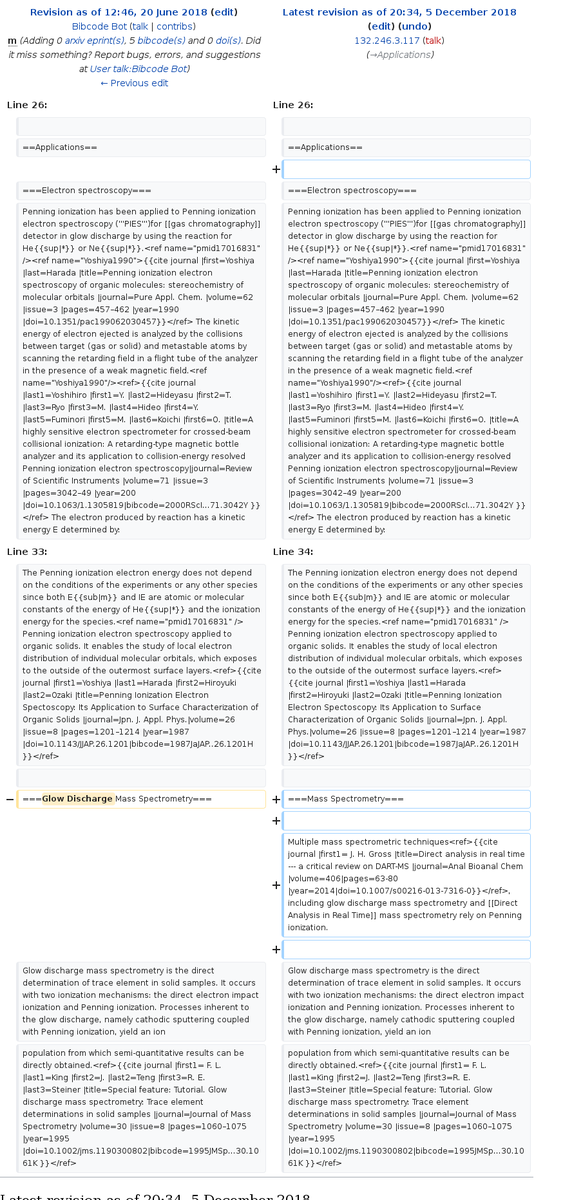 Revision as of 12:46, 20 June 2018 (edit)
Bibcode Bot (talk | contribs)
m (Adding 0 arxiv eprint(s), 5 bibcode(s) and 0 doi(s). Did
it miss something? Report bugs, errors, and suggestions
at User talk:Bibcode Bot)
← Previous edit
Latest revision as of 20:34, 5 December 2018
(edit) (undo)
132.246.3.117 (talk)
(→Applications)
Line 26:
Line 26:
==Applications==
==Applications==
+
===Electron spectroscopy===
===Electron spectroscopy===
Penning ionization has been applied to Penning ionization
electron spectroscopy ('''PIES''')for [[gas chromatography]]
detector in glow discharge by using the reaction for
He{{sup|*}} or Ne{{sup|*}}.<ref name="pmid17016831"
/><ref name="Yoshiya1990">{{cite journal |first=Yoshiya
|last=Harada |title=Penning ionization electron
spectroscopy of organic molecules: stereochemistry of
molecular orbitals |journal=Pure Appl. Chem. |volume=62
|issue=3 |pages=457–462 |year=1990
|doi=10.1351/pac199062030457}}</ref> The kinetic
energy of electron ejected is analyzed by the collisions
between target (gas or solid) and metastable atoms by
scanning the retarding field in a flight tube of the analyzer
in the presence of a weak magnetic field.<ref
name="Yoshiya1990"/><ref>{{cite journal
|last1=Yoshihiro |first1=Y. |last2=Hideyasu |first2=T.
|last3=Ryo |first3=M. |last4=Hideo |first4=Y.
|last5=Fuminori |first5=M. |last6=Koichi |first6=O. |title=A
highly sensitive electron spectrometer for crossed-beam
collisional ionization: A retarding-type magnetic bottle
analyzer and its application to collision-energy resolved
Penning ionization electron spectroscopy|journal=Review
of Scientific Instruments |volume=71 |issue=3
|pages=3042–49 |year=200
|doi=10.1063/1.1305819|bibcode=2000RScI...71.3042Y }}
</ref> The electron produced by reaction has a kinetic
energy E determined by:
Penning ionization has been applied to Penning ionization
electron spectroscopy ('''PIES''')for [[gas chromatography]]
detector in glow discharge by using the reaction for
He{{sup|*}} or Ne{{sup|*}}.<ref name="pmid17016831"
/><ref name="Yoshiya1990">{{cite journal |first=Yoshiya
|last=Harada |title=Penning ionization electron
spectroscopy of organic molecules: stereochemistry of
molecular orbitals |journal=Pure Appl. Chem. |volume=62
|issue=3 |pages=457–462 |year=1990
|doi=10.1351/pac199062030457}}</ref> The kinetic
energy of electron ejected is analyzed by the collisions
between target (gas or solid) and metastable atoms by
scanning the retarding field in a flight tube of the analyzer
in the presence of a weak magnetic field.<ref
name="Yoshiya1990"/><ref>{{cite journal
|last1=Yoshihiro |first1=Y. |last2=Hideyasu |first2=T.
|last3=Ryo |first3=M. |last4=Hideo |first4=Y.
|last5=Fuminori |first5=M. |last6=Koichi |first6=O. |title=A
highly sensitive electron spectrometer for crossed-beam
collisional ionization: A retarding-type magnetic bottle
analyzer and its application to collision-energy resolved
Penning ionization electron spectroscopy|journal=Review
of Scientific Instruments |volume=71 |issue=3
|pages=3042–49 |year=200
|doi=10.1063/1.1305819|bibcode=2000RScI...71.3042Y }}
</ref> The electron produced by reaction has a kinetic
energy E determined by:
Line 33:
Line 34:
The Penning ionization electron energy does not depend
on the conditions of the experiments or any other species
since both E{{sub|m}} and IE are atomic or molecular
constants of the energy of He{{sup|*}} and the ionization
energy for the species.<ref name="pmid17016831" />
Penning ionization electron spectroscopy applied to
organic solids. It enables the study of local electron
distribution of individual molecular orbitals, which exposes
to the outside of the outermost surface layers.<ref>{{cite
journal |first1=Yoshiya |last1=Harada |first2=Hiroyuki
|last2=Ozaki |title=Penning Ionization Electron
Spectoscopy: Its Application to Surface Characterization of
Organic Solids |journal=Jpn. J. Appl. Phys.|volume=26
|issue=8 |pages=1201–1214 |year=1987
|doi=10.1143/JJAP.26.1201|bibcode=1987JaJAP..26.1201H
}}</ref>
The Penning ionization electron energy does not depend
on the conditions of the experiments or any other species
since both E{{sub|m}} and IE are atomic or molecular
constants of the energy of He{{sup|*}} and the ionization
energy for the species.<ref name="pmid17016831" />
Penning ionization electron spectroscopy applied to
organic solids. It enables the study of local electron
distribution of individual molecular orbitals, which exposes
to the outside of the outermost surface layers.<ref>
{{cite journal |first1=Yoshiya |last1=Harada
|first2=Hiroyuki |last2=Ozaki |title=Penning Ionization
Electron Spectoscopy: Its Application to Surface
Characterization of Organic Solids |journal=Jpn. J. Appl.
Phys.|volume=26 |issue=8 |pages=1201–1214 |year=1987
|doi=10.1143/JJAP.26.1201|bibcode=1987JaJAP..26.1201H
}}</ref>
− ===Glow Discharge Mass Spectrometry===
+ ===Mass Spectrometry===
+
+ Multiple mass spectrometric techniques<ref>{{cite
journal |first1= J. H. Gross |title=Direct analysis in real time
--- a critical review on DART-MS |journal=Anal Bioanal Chem
|volume=406|pages=63-80
|year=2014|doi=10.1007/s00216-013-7316-0}}</ref>,
including glow discharge mass spectrometry and [[Direct
Analysis in Real Time]] mass spectrometry rely on Penning
ionization.
+
Glow discharge mass spectrometry is the direct
determination of trace element in solid samples. It occurs
with two ionization mechanisms: the direct electron impact
ionization and Penning ionization. Processes inherent to
the glow discharge, namely cathodic sputtering coupled
with Penning ionization, yield an ion
Glow discharge mass spectrometry is the direct
determination of trace element in solid samples. It occurs
with two ionization mechanisms: the direct electron impact
ionization and Penning ionization. Processes inherent to
the glow discharge, namely cathodic sputtering coupled
with Penning ionization, yield an ion
population from which semi-quantitative results can be
directly obtained.<ref>{{cite journal |first1= F. L.
|last1=King |first2=J. |last2=Teng |first3=R. E.
|last3=Steiner |title=Special feature: Tutorial. Glow
discharge mass spectrometry: Trace element
determinations in solid samples |journal=Journal of Mass
Spectrometry |volume=30 |issue=8 |pages=1060–1075
|year=1995
|doi=10.1002/jms.1190300802|bibcode=1995JMSp...30.10
61K }}</ref>
population from which semi-quantitative results can be
directly obtained.<ref>{{cite journal |first1= F. L.
|last1=King |first2=J. |last2=Teng |first3=R. E.
|last3=Steiner |title=Special feature: Tutorial. Glow
discharge mass spectrometry: Trace element
determinations in solid samples |journal=Journal of Mass
Spectrometry |volume=30 |issue=8 |pages=1060–1075
|year=1995
|doi=10.1002/jms.1190300802|bibcode=1995JMSp...30.10
61K }}</ref>
Latest revision as of 20:34, 5 December 2018